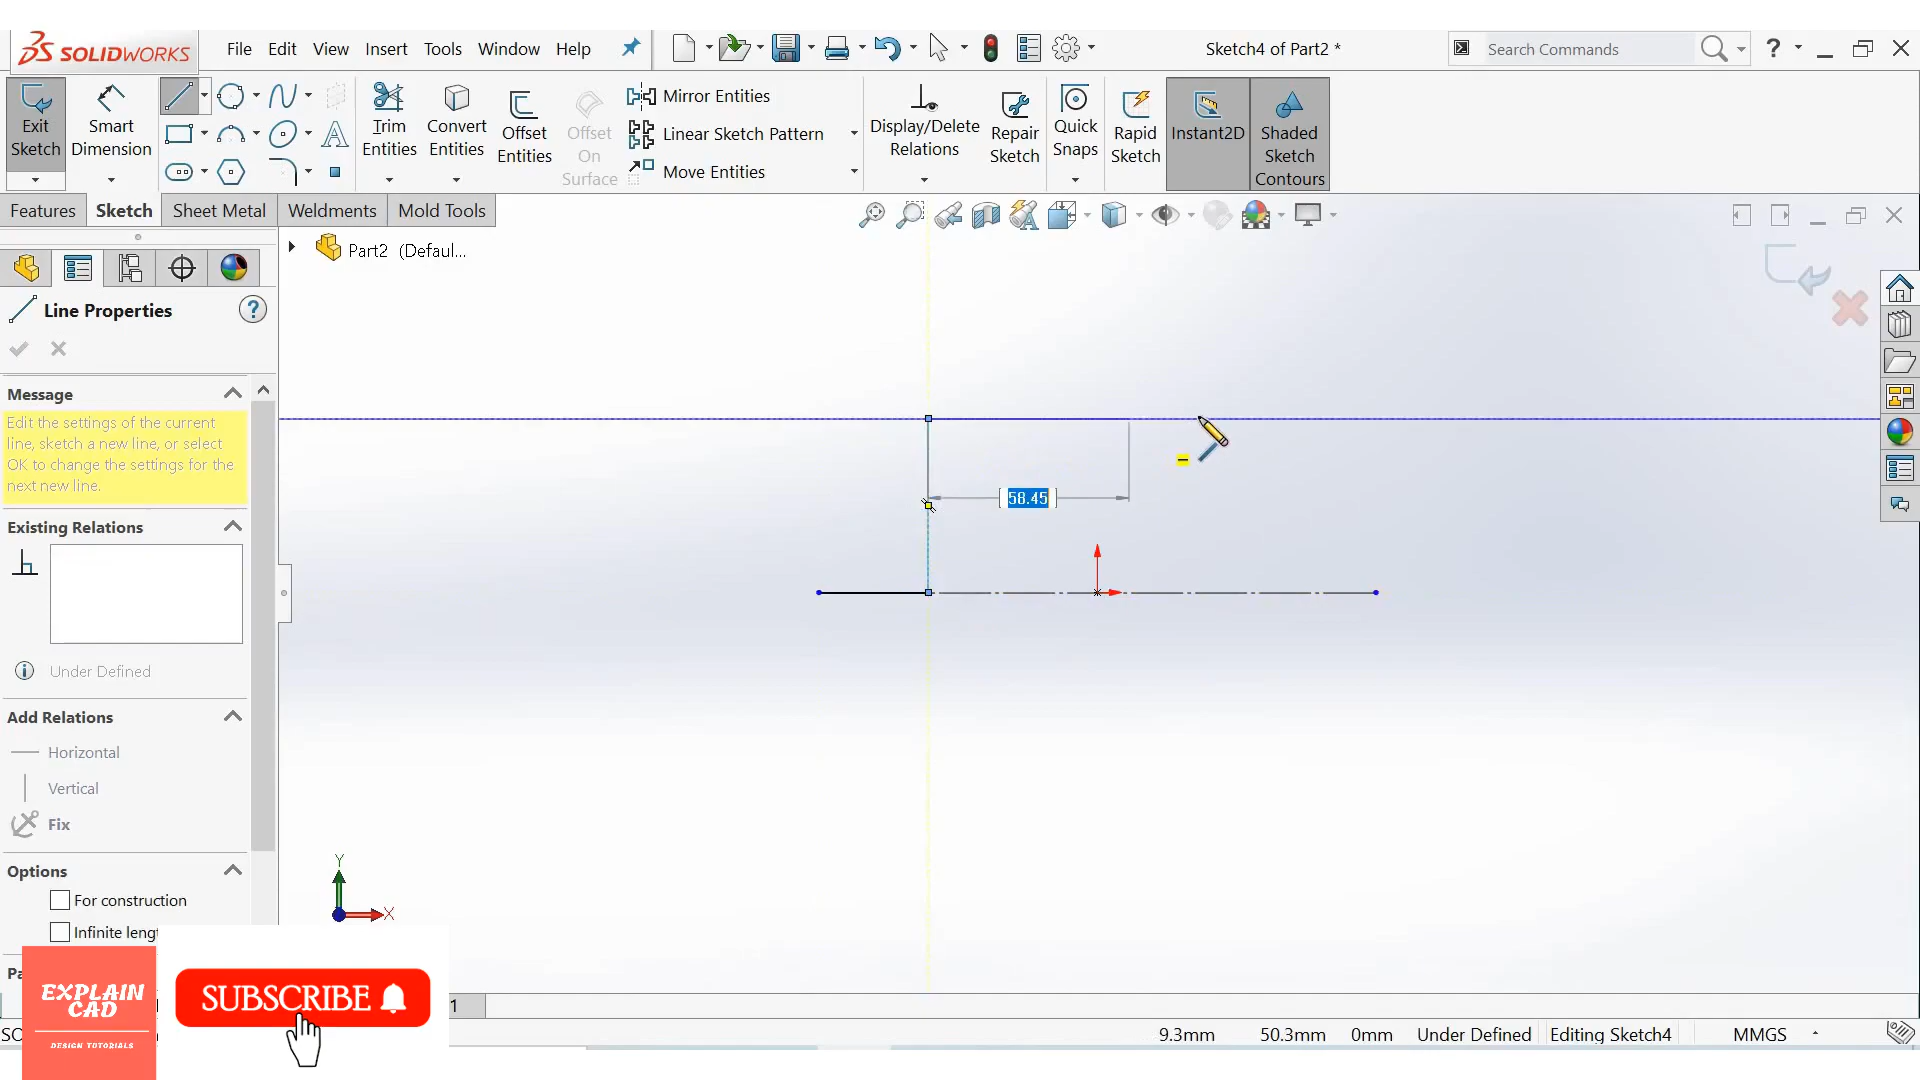 SOLIDWORKS
File Edit View Insert Tools Window Help
Sketch4 of Part2 *
Search Commands
?
Exit Sketch
Smart Dimension
Trim Entities
Convert Entities
Offset Entities
Offset On Surface
Mirror Entities
Linear Sketch Pattern
Move Entities
Display/Delete Relations
Repair Sketch
Quick Snaps
Rapid Sketch
Instant2D
Shaded Sketch Contours
Features Sketch Sheet Metal Weldments Mold Tools
Part2 (Defaul...
Line Properties
?
Message
Edit the settings of the current
line, sketch a new line, or select
OK to change the settings for the
next new line.
Existing Relations
Under Defined
Add Relations
Horizontal
Vertical
Fix
Options
For construction
Infinite lengt
Pa
58.45
Y
X
EXPLAIN
CAD
DESIGN TUTORIALS
SUBSCRIBE
1
SO
9.3mm 50.3mm 0mm Under Defined Editing Sketch4 MMGS